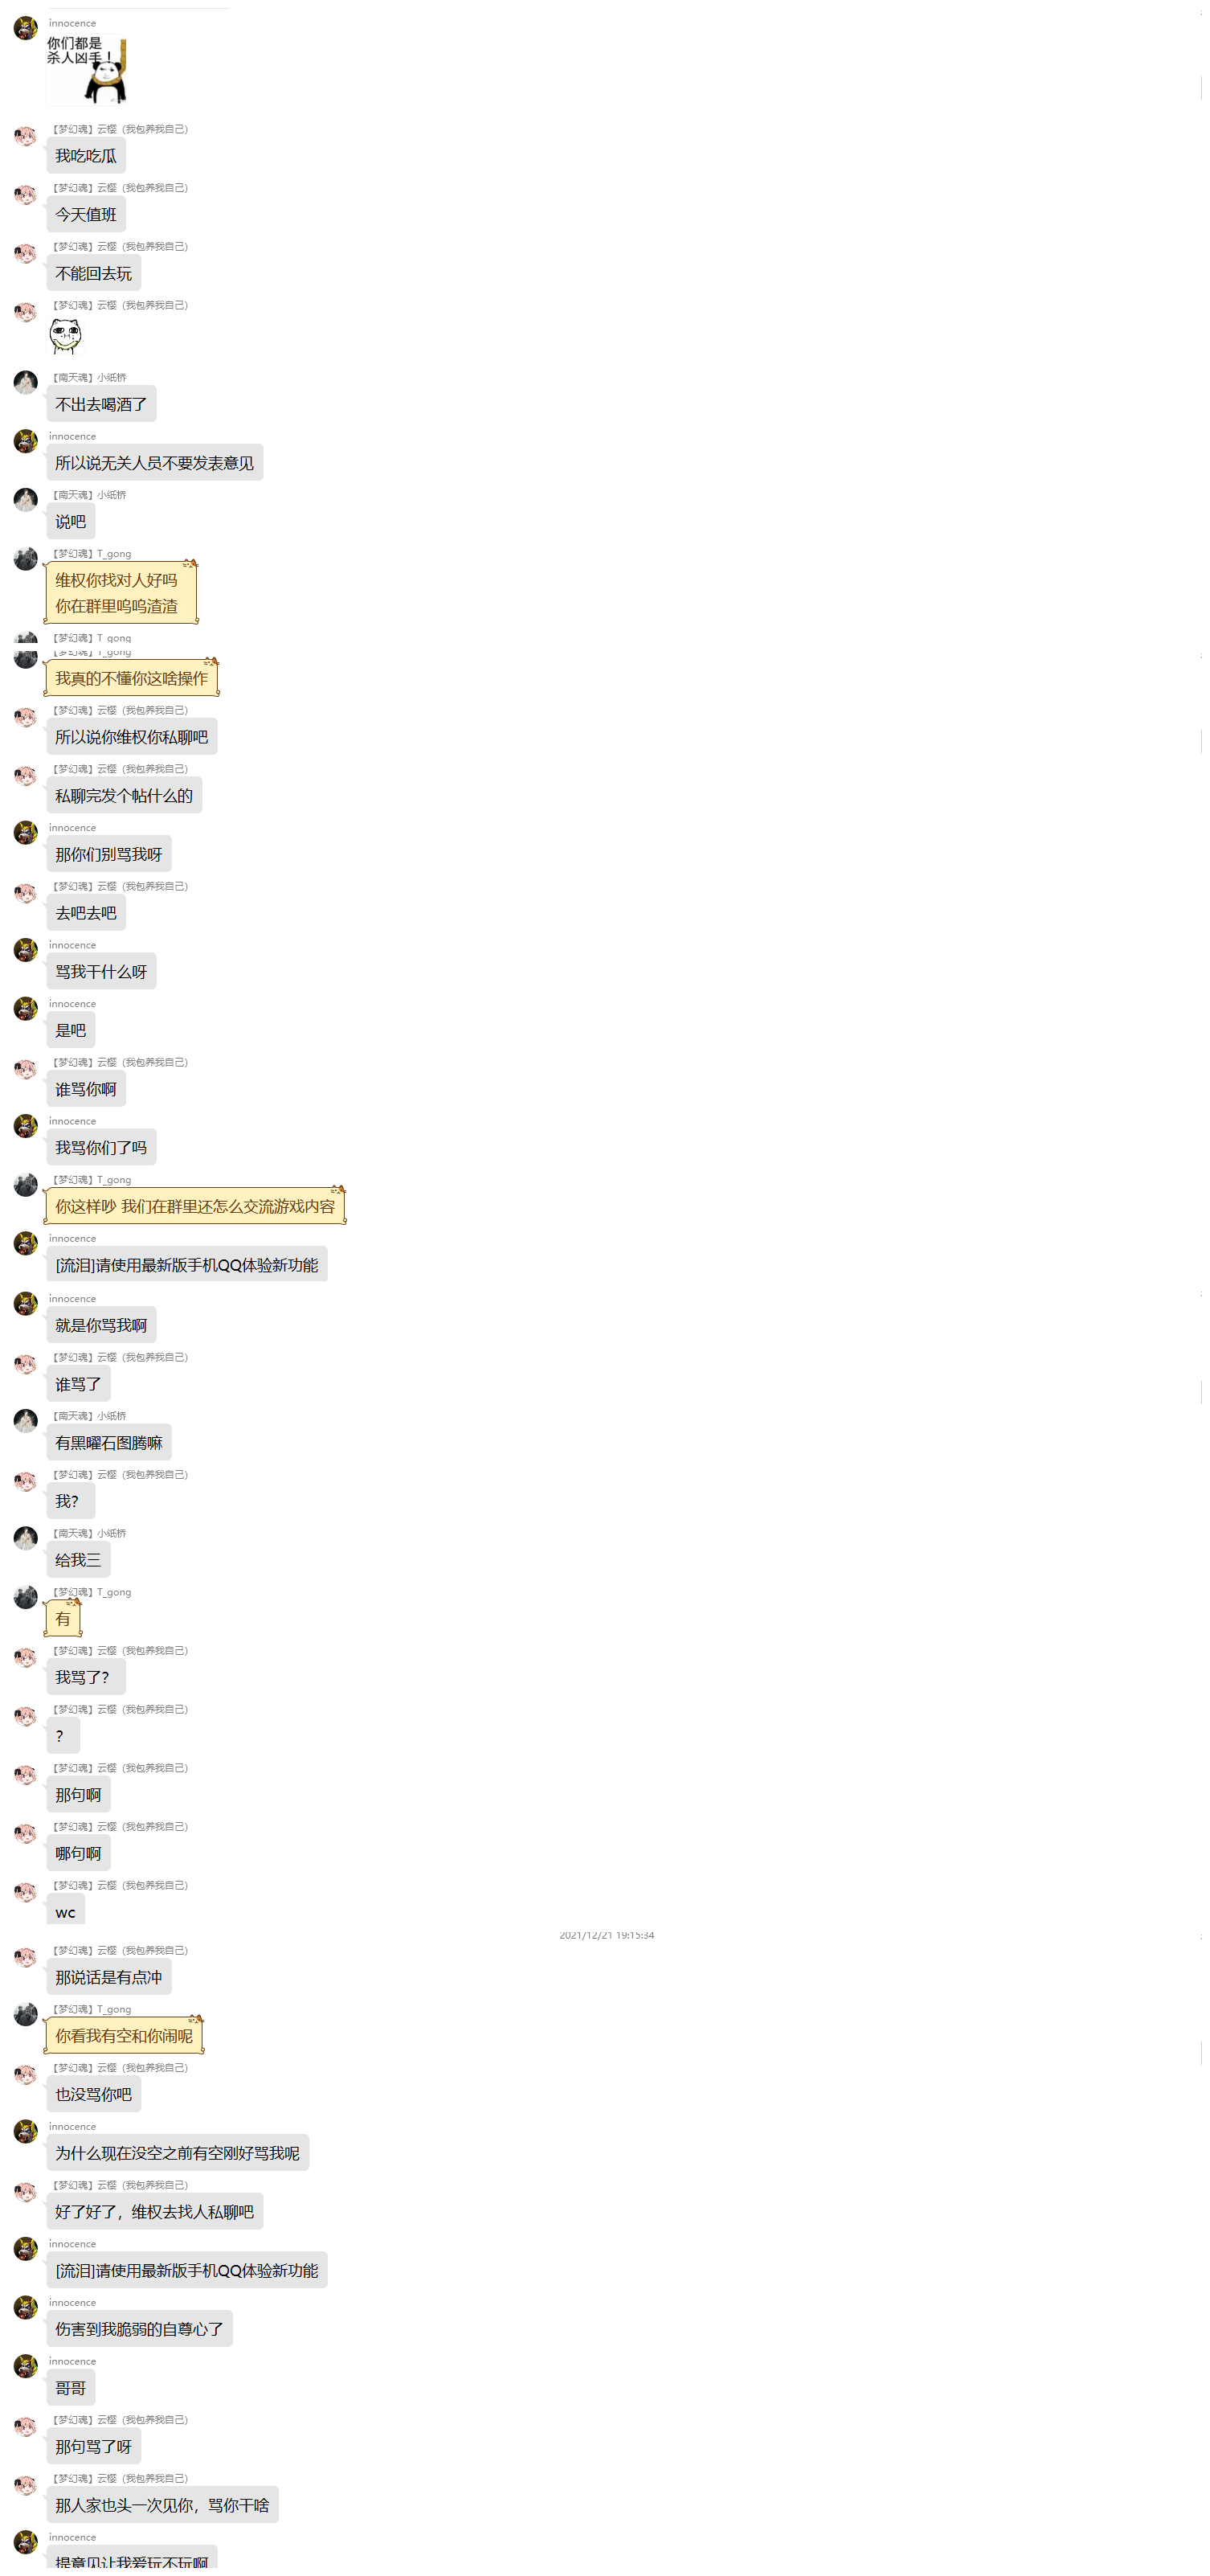 innocence
你们都是
杀人凶手!
【梦幻魂】云樱（我包养我自己）
我吃吃瓜
【梦幻魂】云樱（我包养我自己）
今天值班
【梦幻魂】云樱（我包养我自己）
不能回去玩
【梦幻魂】云樱（我包养我自己）
【南天魂】小纸桥
不出去喝酒了
innocence
所以说无关人员不要发表意见
【南天魂】小纸桥
说吧
【梦幻魂】T_gong
维权你找对人好吗
你在群里呜呜渣渣
【梦幻魂】T_gong
【梦幻魂】T_gong
我真的不懂你这啥操作
【梦幻魂】云樱（我包养我自己）
所以说你维权你私聊吧
【梦幻魂】云樱（我包养我自己）
私聊完发个帖什么的
innocence
那你们别骂我呀
【梦幻魂】云樱（我包养我自己）
去吧去吧
innocence
骂我干什么呀
innocence
是吧
【梦幻魂】云樱（我包养我自己）
谁骂你啊
innocence
我骂你们了吗
【梦幻魂】T_gong
你这样吵 我们在群里还怎么交流游戏内容
innocence
[流泪]请使用最新版手机QQ体验新功能
innocence
就是你骂我啊
【梦幻魂】云樱（我包养我自己）
谁骂了
【南天魂】小纸桥
有黑曜石图腾嘛
【梦幻魂】云樱（我包养我自己）
我?
【南天魂】小纸桥
给我三
【梦幻魂】T_gong
有
【梦幻魂】云樱（我包养我自己）
我骂了?
【梦幻魂】云樱（我包养我自己）
?
【梦幻魂】云樱（我包养我自己）
那句啊
【梦幻魂】云樱（我包养我自己）
哪句啊
【梦幻魂】云樱（我包养我自己）
wc
2021/12/21 19:15:34
【梦幻魂】云樱（我包养我自己）
那说话是有点冲
【梦幻魂】T_gong
你看我有空和你闹呢
【梦幻魂】云樱（我包养我自己）
也没骂你吧
innocence
为什么现在没空之前有空刚好骂我呢
【梦幻魂】云樱（我包养我自己）
好了好了，维权去找人私聊吧
innocence
[流泪]请使用最新版手机QQ体验新功能
innocence
伤害到我脆弱的自尊心了
innocence
哥哥
【梦幻魂】云樱（我包养我自己）
那句骂了呀
【梦幻魂】云樱（我包养我自己）
那人家也头一次见你，骂你干啥
innocence
提意见让我爱玩不玩啊